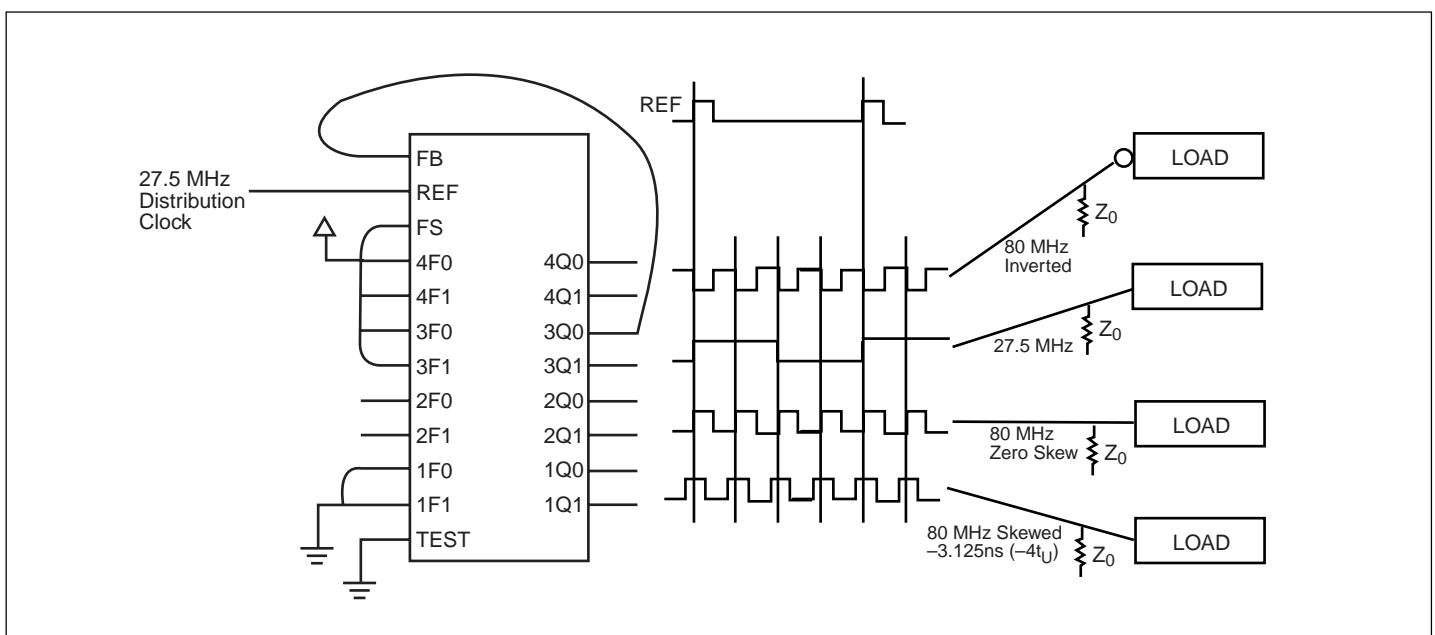 REF
27.5 MHz
Distribution
Clock
FB
REF
FS
4F0
4F1
3F0
3F1
2F0
2F1
1F0
1F1
TEST
4Q0
4Q1
3Q0
3Q1
2Q0
2Q1
1Q0
1Q1
LOAD
Z0
80 MHz
Inverted
LOAD
Z0
27.5 MHz
LOAD
80 MHz
Zero Skew
Z0
80 MHz Skewed
–3.125ns (–4tU)
Z0
LOAD